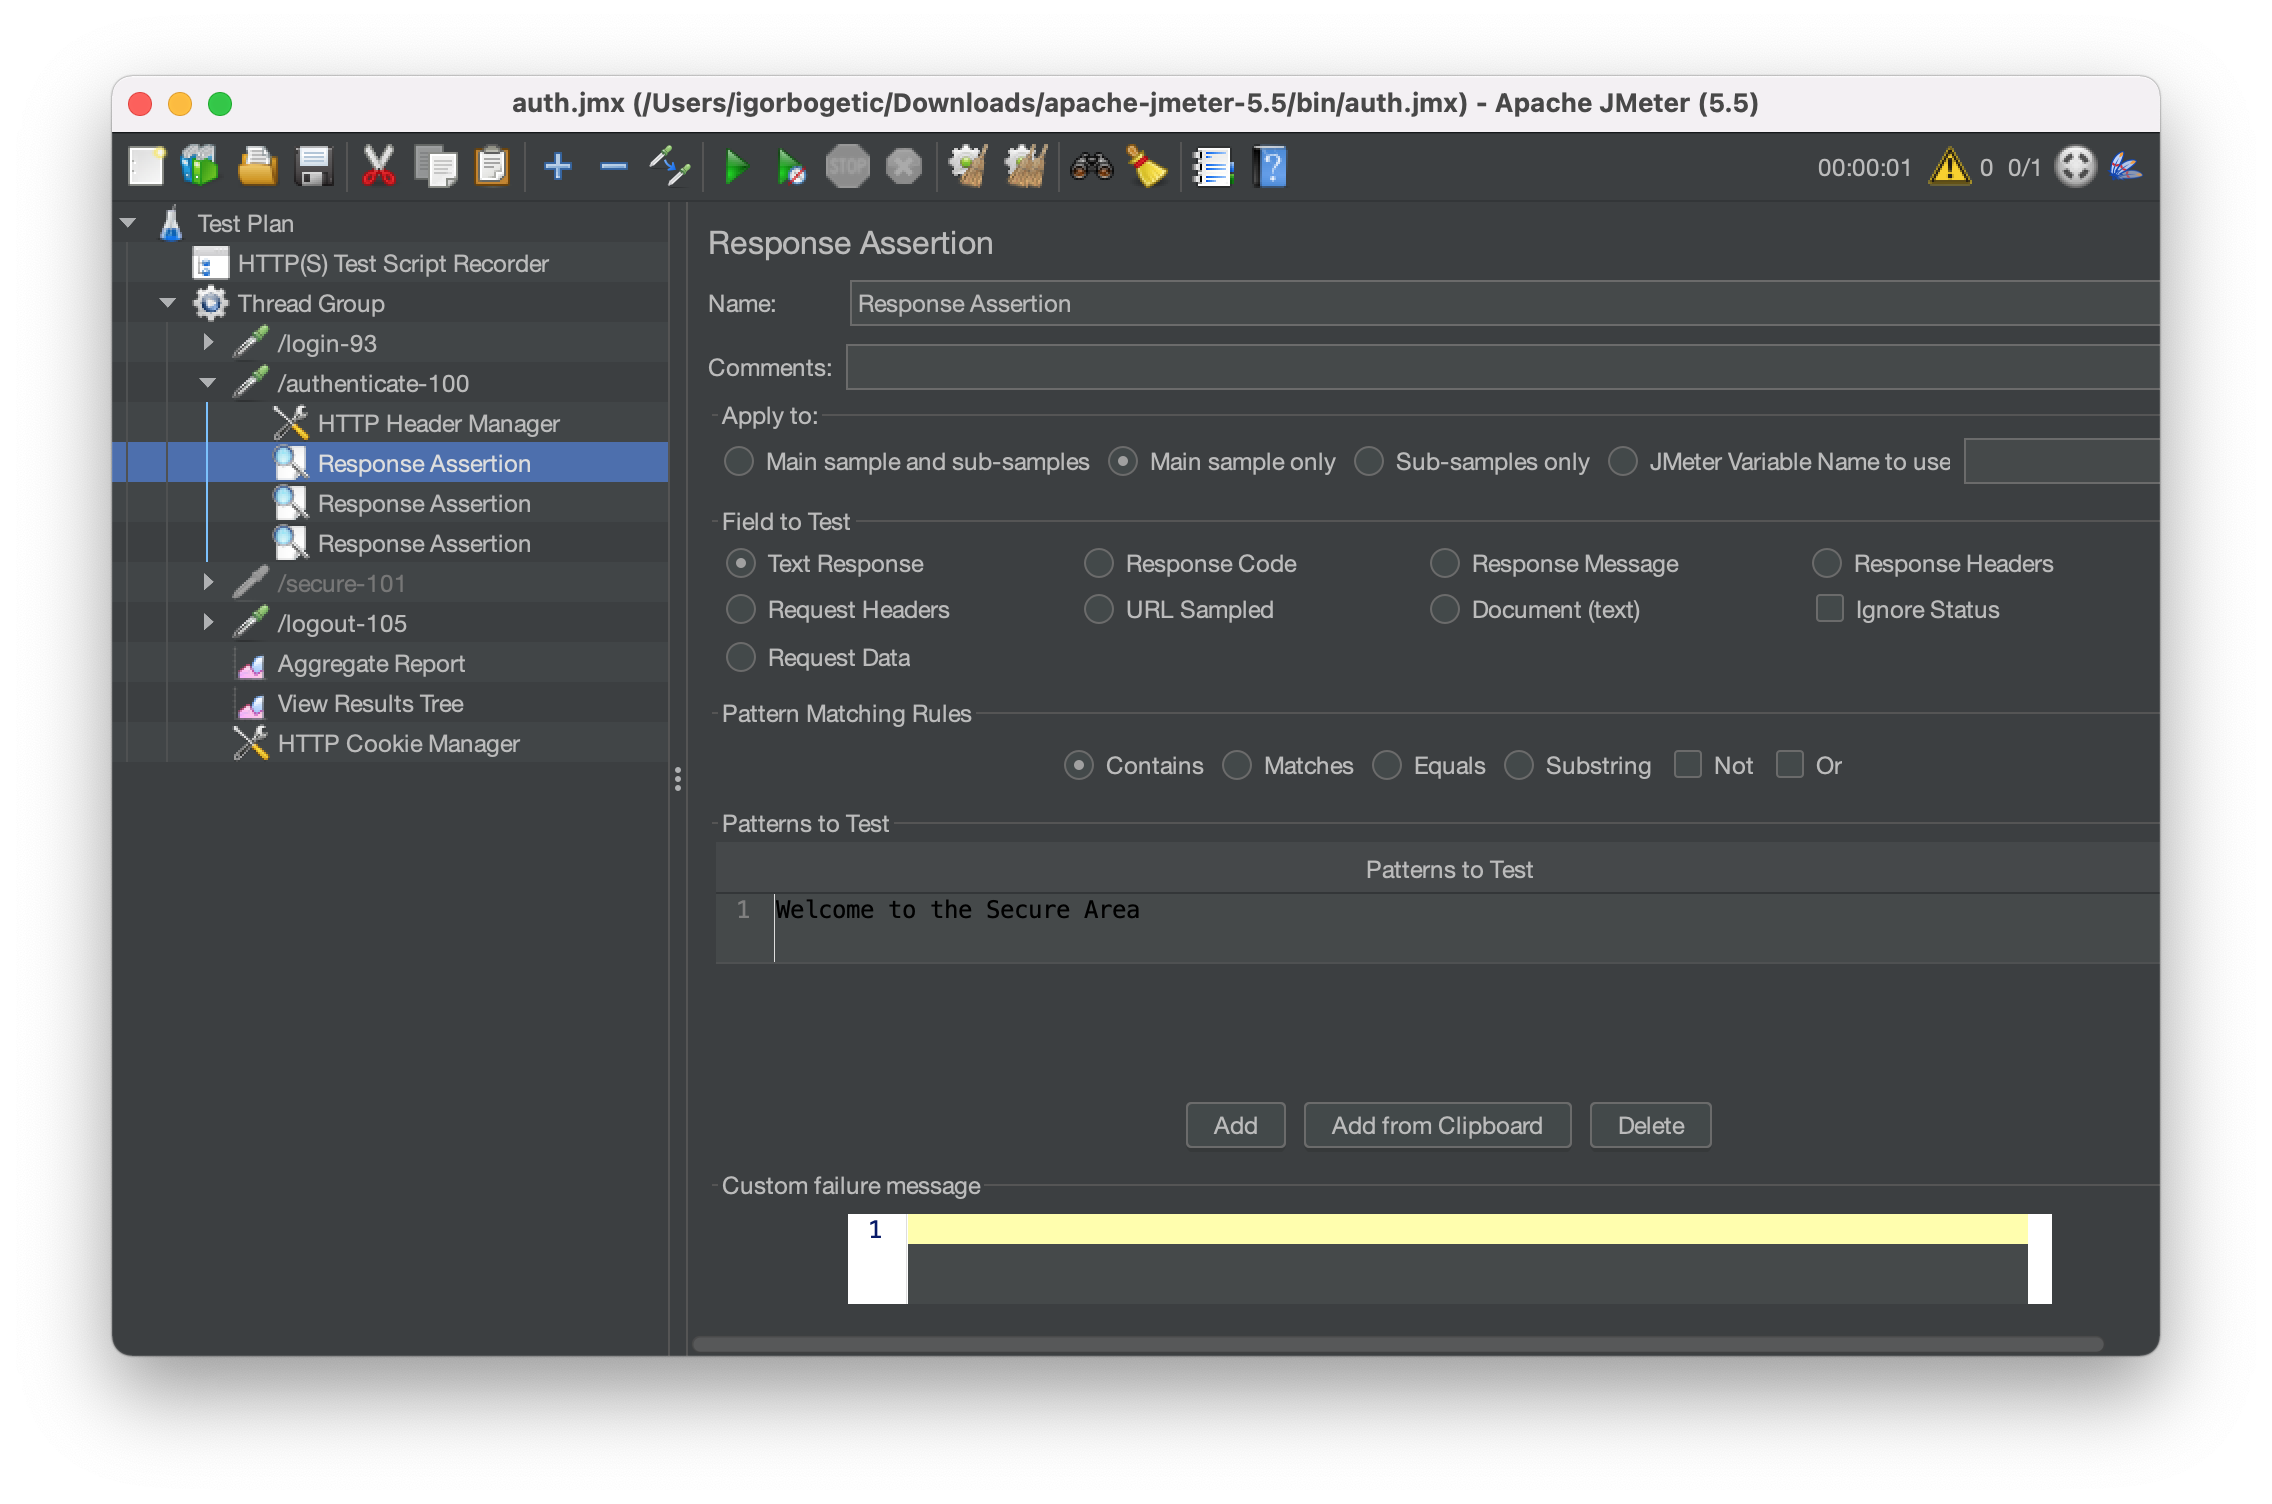 auth.jmx (/Users/igorbogetic/Downloads/apache-jmeter-5.5/bin/auth.jmx) - Apache JMeter (5.5)
STOP
00:00:01 0 0/1
Test Plan
HTTP(S) Test Script Recorder
Thread Group
/login-93
/authenticate-100
HTTP Header Manager
Response Assertion
Response Assertion
Response Assertion
/secure-101
/logout-105
Aggregate Report
View Results Tree
HTTP Cookie Manager
Response Assertion
Name: Response Assertion
Comments:
Apply to:
Main sample and sub-samples Main sample only Sub-samples only JMeter Variable Name to use
Field to Test
Text Response Response Code Response Message Response Headers
Request Headers URL Sampled Document (text) Ignore Status
Request Data
Pattern Matching Rules
Contains Matches Equals Substring Not Or
Patterns to Test
Patterns to Test
1 Welcome to the Secure Area
Add Add from Clipboard Delete
Custom failure message
1